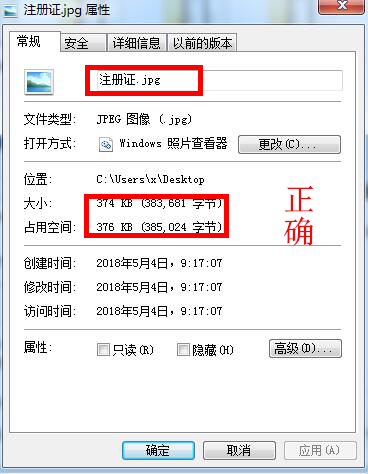 注册证.jpg 属性
常规 安全 详细信息 以前的版本
注册证.jpg
文件类型: JPEG 图像 (.jpg)
打开方式: Windows 照片查看器 更改(C)...
位置: C:\Users\x\Desktop
大小: 374 KB (383,681 字节)
占用空间: 376 KB (385,024 字节)
正确
创建时间: 2018年5月4日，9:17:07
修改时间: 2018年5月4日，9:17:07
访问时间: 2018年5月4日，9:17:07
属性: 只读(R) 隐藏(H) 高级(D)...
确定 取消 应用(A)